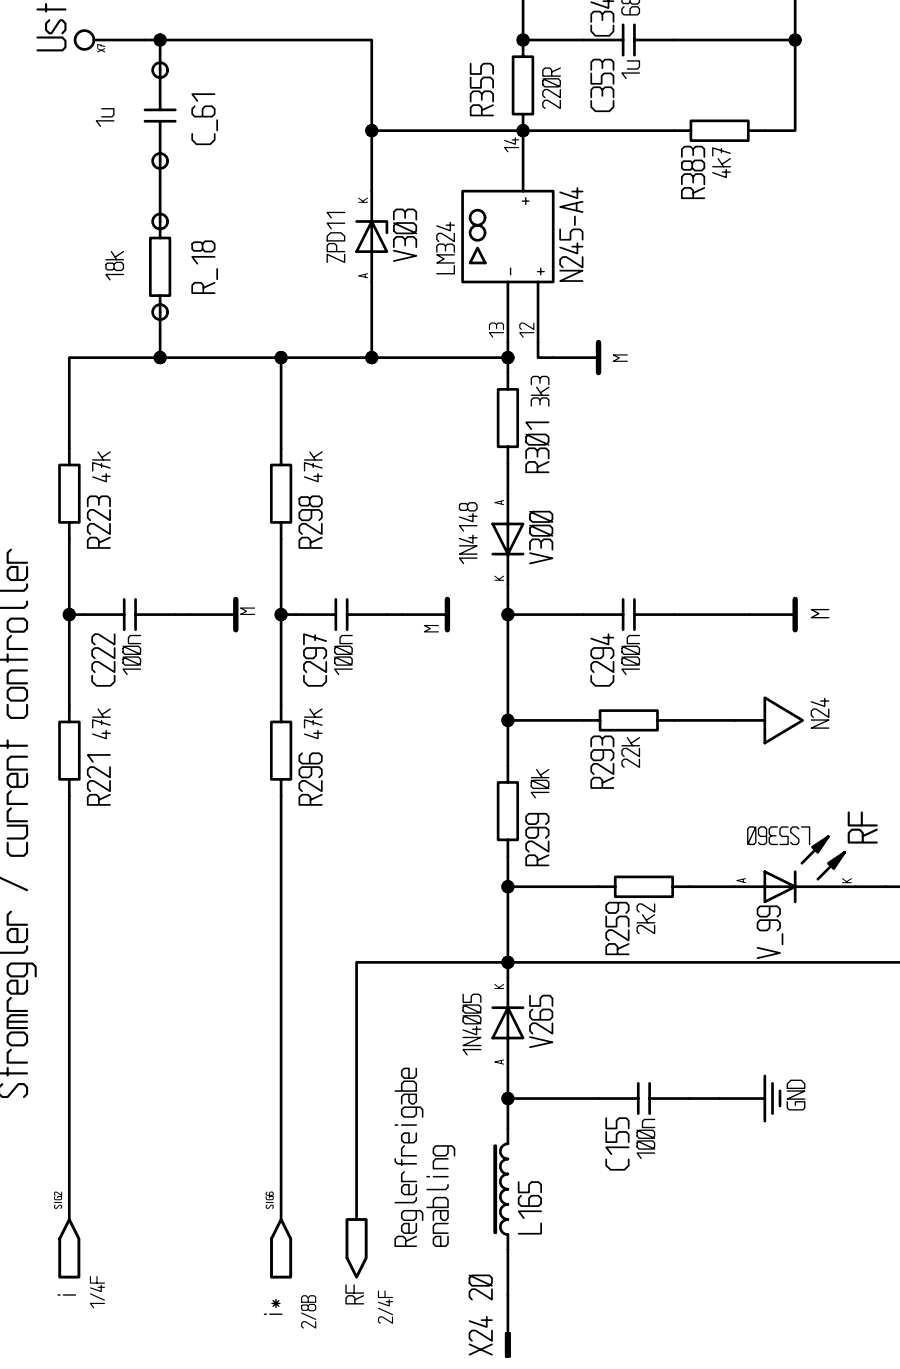 Stromregler / current controller
i
1/4F
SIG2
R221 47k
C222
100n
M
R223 47k
i*
2/8B
SIG6
R296 47k
C297
100n
M
R298 47k
18k
R_18
1u
C_61
Ust
X7
RF
2/4F
Reglerfreigabe
enabling
ZPD11
V303
A
K
X24 20
L165
C155
100n
GND
1N4005
V265
A
K
R259
2k2
V_99
A
K
LS5360
RF
R299 10k
R293
22k
N24
C294
100n
M
1N4148
V300
K
A
R301 3k3
13
12
M
LM324
N245-A4
-
+
+
14
R355
220R
C353
1u
R383
4k7